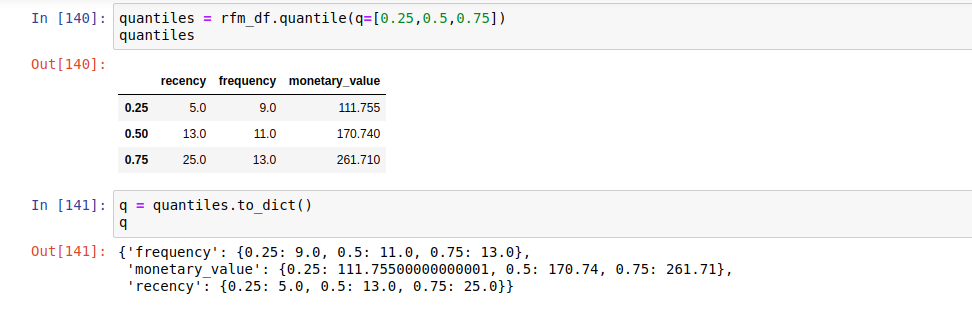 In [140]: quantiles = rfm_df.quantile(q=[0.25,0.5,0.75])
quantiles
Out[140]:
recency frequency monetary_value
0.25 5.0 9.0 111.755
0.50 13.0 11.0 170.740
0.75 25.0 13.0 261.710
In [141]: q = quantiles.to_dict()
q
Out[141]: {'frequency': {0.25: 9.0, 0.5: 11.0, 0.75: 13.0},
'monetary_value': {0.25: 111.75500000000001, 0.5: 170.74, 0.75: 261.71},
'recency': {0.25: 5.0, 0.5: 13.0, 0.75: 25.0}}